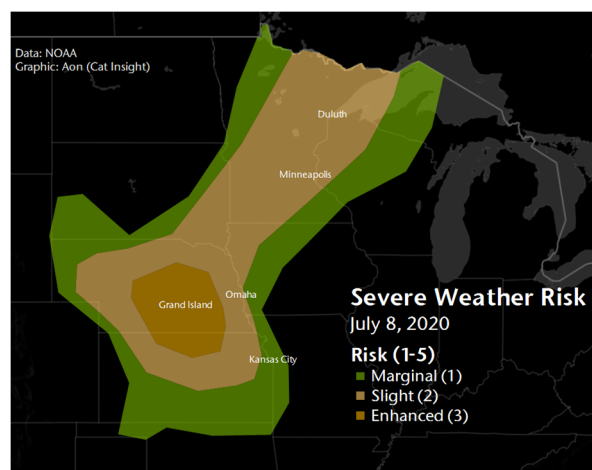 Data: NOAA
Graphic: Aon (Cat Insight)
Duluth
Minneapolis
Omaha
Grand Island
Kansas City
Severe Weather Risk
July 8, 2020
Risk (1-5)
Marginal (1)
Slight (2)
Enhanced (3)